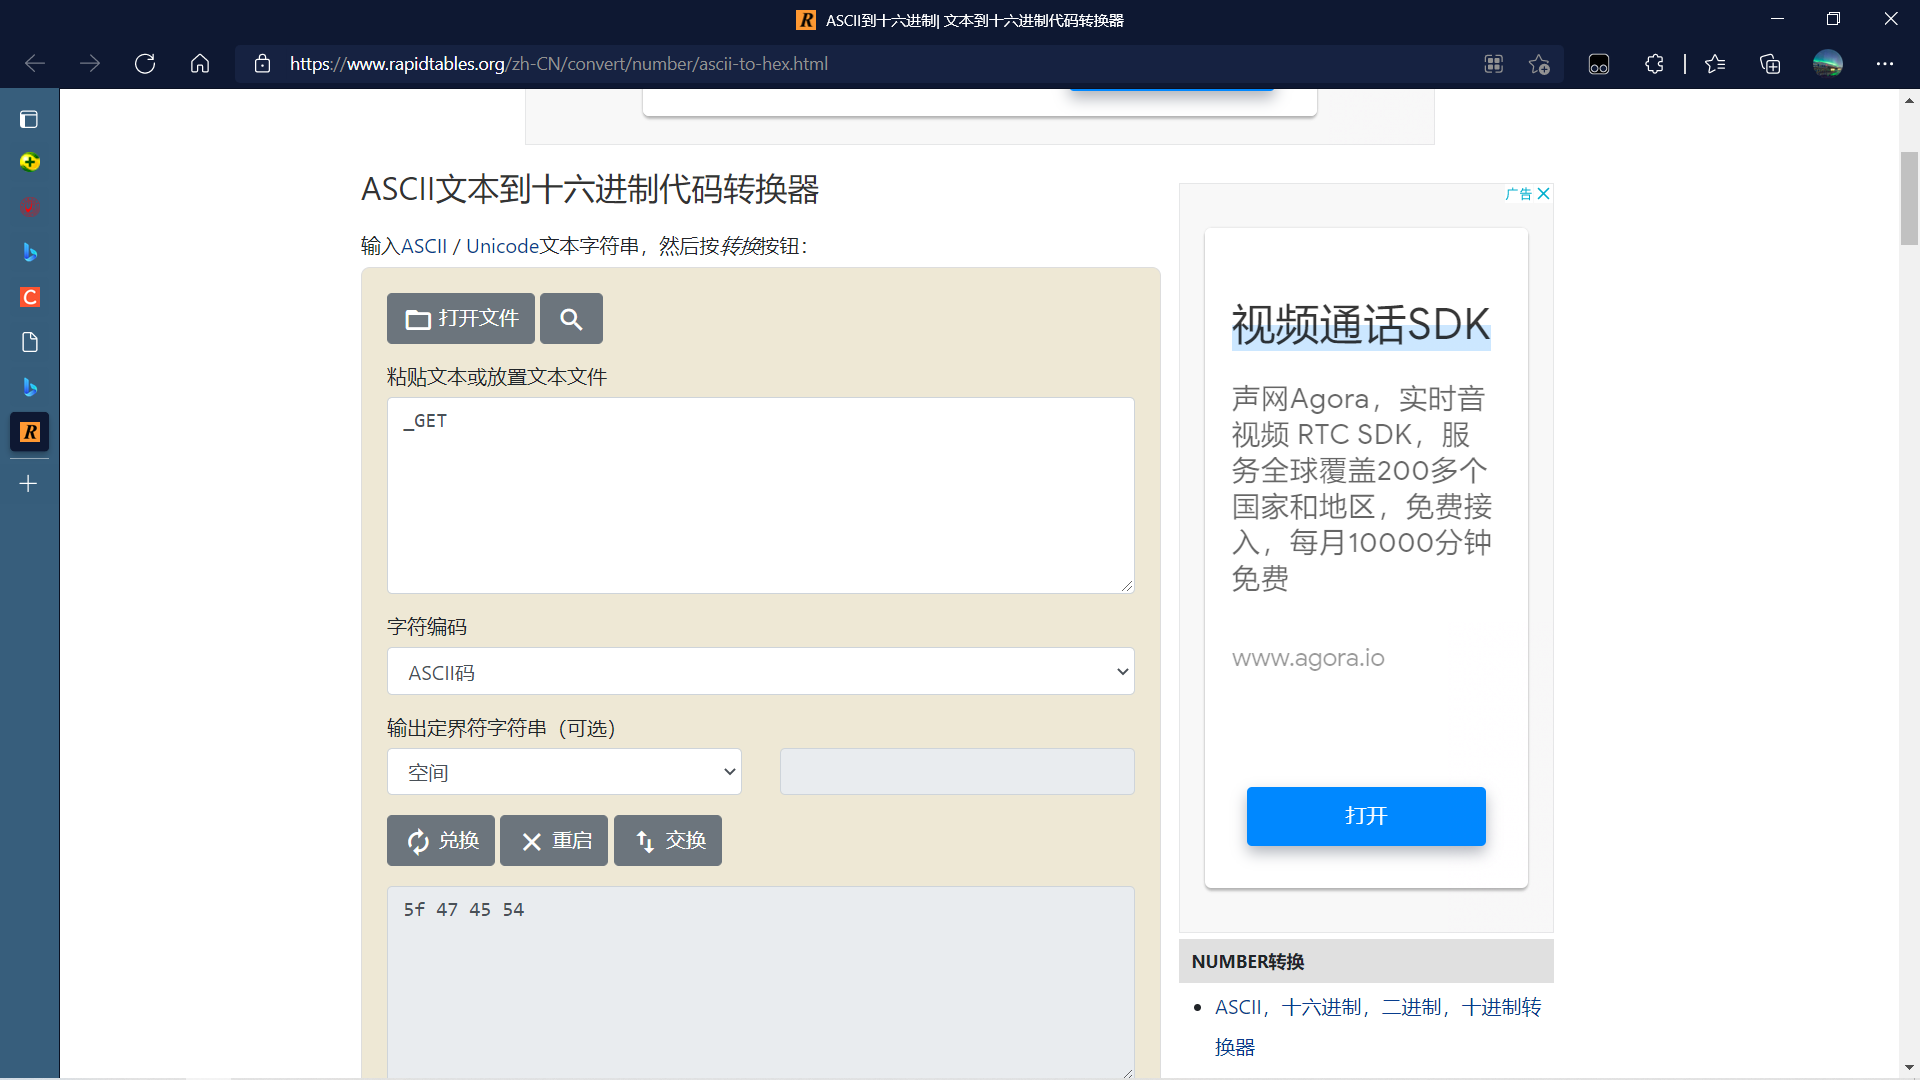 ASCII到十六进制| 文本到十六进制代码转换器
https://www.rapidtables.org/zh-CN/convert/number/ascii-to-hex.html
ASCII文本到十六进制代码转换器
输入ASCII / Unicode文本字符串，然后按转换按钮：
打开文件
粘贴文本或放置文本文件
_GET
字符编码
ASCII码
输出定界符字符串（可选）
空间
兑换 重启 交换
5f 47 45 54
广告
视频通话SDK
声网Agora，实时音
视频 RTC SDK，服
务全球覆盖200多个
国家和地区，免费接
入，每月10000分钟
免费
www.agora.io
打开
NUMBER转换
ASCII，十六进制，二进制，十进制转
换器